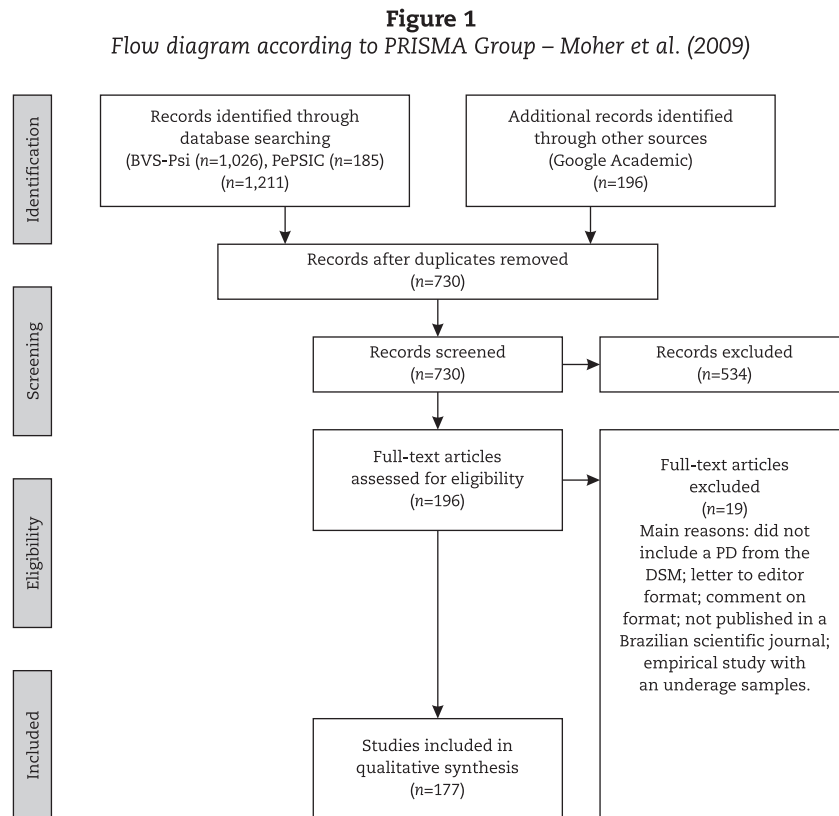 Figure 1
Flow diagram according to PRISMA Group – Moher et al. (2009)
Identification
Records identified through
database searching
(BVS-Psi (n=1,026), PePSIC (n=185)
(n=1,211)
Additional records identified
through other sources
(Google Academic)
(n=196)
Records after duplicates removed
(n=730)
Screening
Records screened
(n=730)
Records excluded
(n=534)
Eligibility
Full-text articles
assessed for eligibility
(n=196)
Full-text articles
excluded
(n=19)
Main reasons: did not
include a PD from the
DSM; letter to editor
format; comment on
format; not published in a
Brazilian scientific journal;
empirical study with
an underage samples.
Included
Studies included in
qualitative synthesis
(n=177)